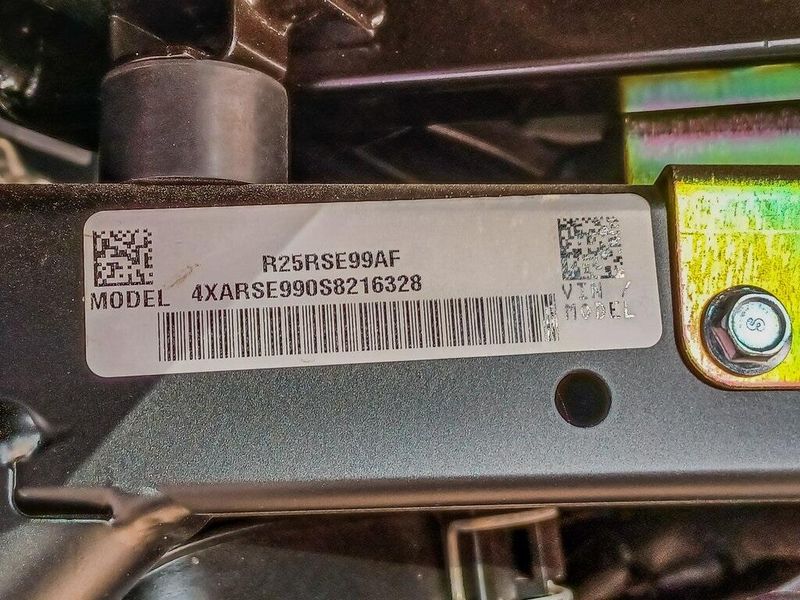 R25RSE99AF
MODEL 4XARSE990S8216328
VIN /
MODEL